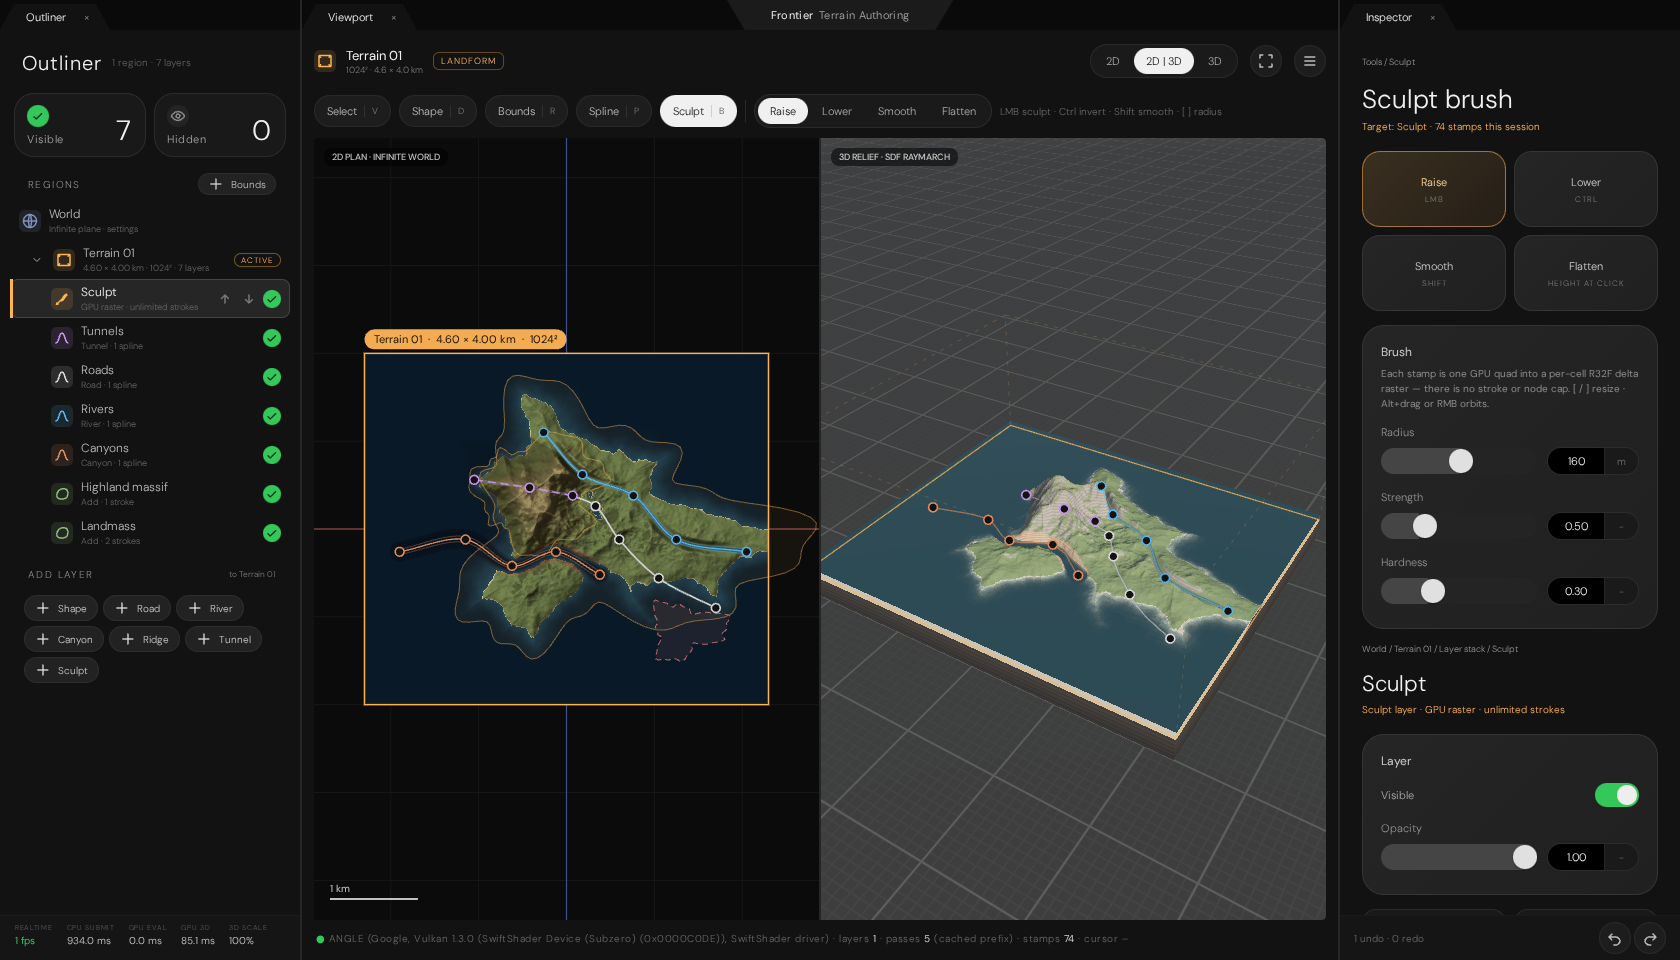 Outliner ×
Viewport ×
Frontier Terrain Authoring
Inspector ×
Outliner 1 region · 7 layers
Visible 7
Hidden 0
REGIONS
Bounds
World
Infinite plane · settings
Terrain 01
4.60 × 4.00 km · 1024² · 7 layers
ACTIVE
Sculpt
GPU raster · unlimited strokes
Tunnels
Tunnel · 1 spline
Roads
Road · 1 spline
Rivers
River · 1 spline
Canyons
Canyon · 1 spline
Highland massif
Add · 1 stroke
Landmass
Add · 2 strokes
ADD LAYER to Terrain 01
Shape Road River
Canyon Ridge Tunnel
Sculpt
REALTIME CPU SUBMIT GPU EVAL GPU 3D 3D SCALE
1 fps 934.0 ms 0.0 ms 85.1 ms 100%
Terrain 01
1024² · 4.6 × 4.0 km
LANDFORM
2D 2D | 3D 3D
Select V Shape D Bounds R Spline P Sculpt B Raise Lower Smooth Flatten LMB sculpt · Ctrl invert · Shift smooth · [ ] radius
2D PLAN · INFINITE WORLD
3D RELIEF · SDF RAYMARCH
Terrain 01 · 4.60 × 4.00 km · 1024²
1 km
ANGLE (Google, Vulkan 1.3.0 (SwiftShader Device (Subzero) (0x0000C0DE)), SwiftShader driver) · layers 1 · passes 5 (cached prefix) · stamps 74 · cursor –
Tools / Sculpt
Sculpt brush
Target: Sculpt · 74 stamps this session
Raise
LMB
Lower
CTRL
Smooth
SHIFT
Flatten
HEIGHT AT CLICK
Brush
Each stamp is one GPU quad into a per-cell R32F delta
raster — there is no stroke or node cap. [ / ] resize ·
Alt+drag or RMB orbits.
Radius
160 m
Strength
0.50 -
Hardness
0.30 -
World / Terrain 01 / Layer stack / Sculpt
Sculpt
Sculpt layer · GPU raster · unlimited strokes
Layer
Visible
Opacity
1.00 -
1 undo · 0 redo